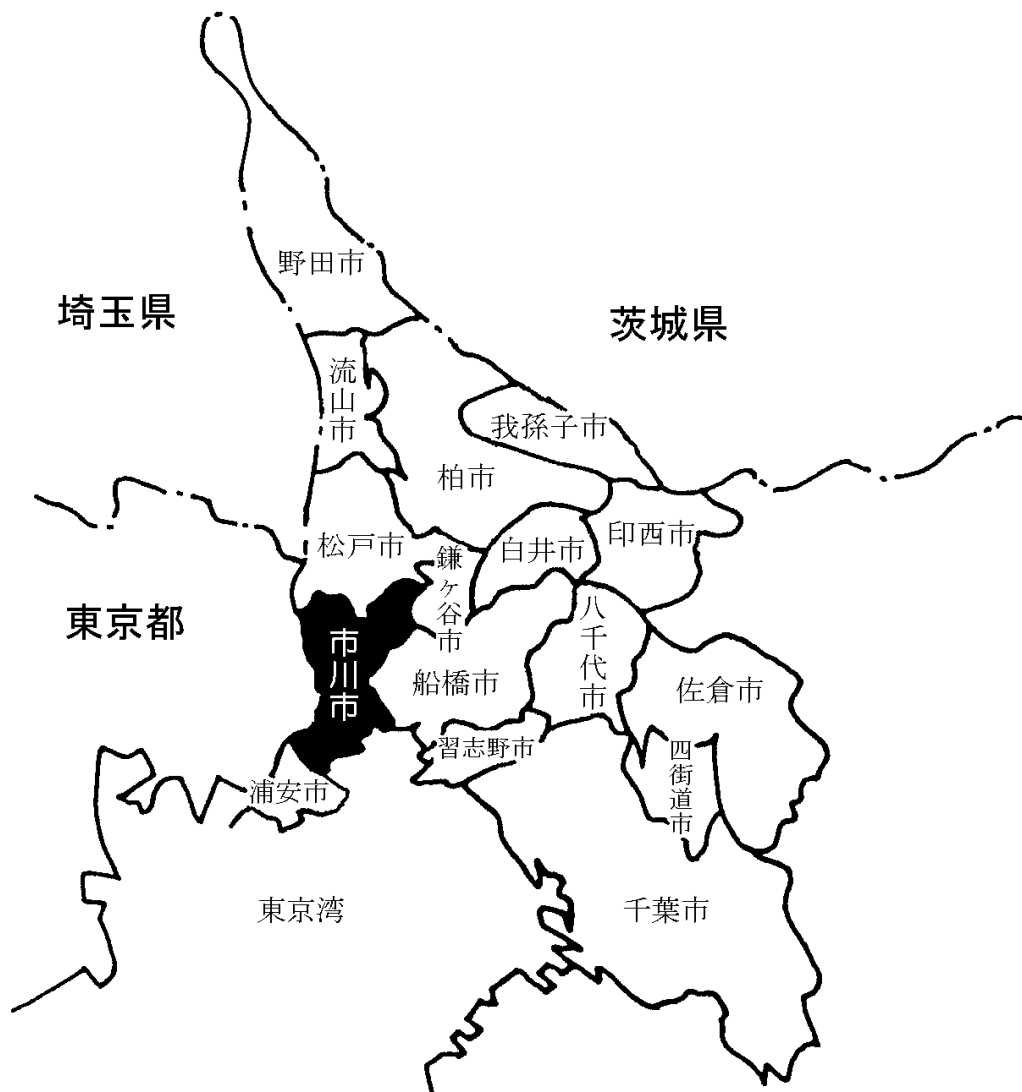 野田市
埼玉県
茨城県
流山市
我孫子市
柏市
印西市
白井市
松戸市
鎌ケ谷市
八千代市
東京都
市川市
船橋市
佐倉市
習志野市
四街道市
浦安市
東京湾
千葉市